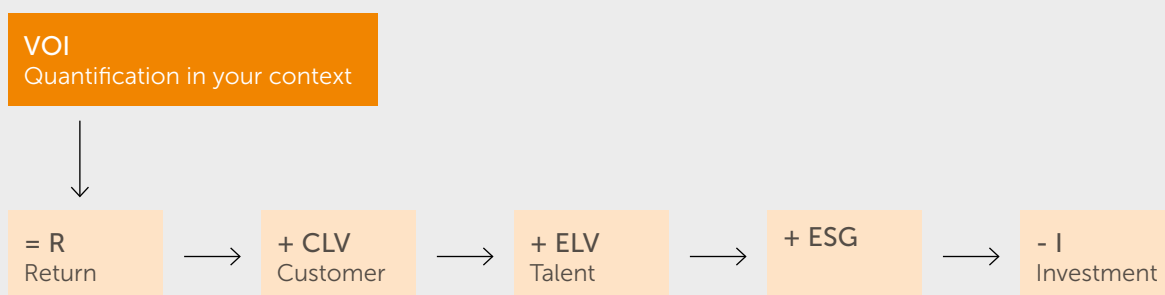 VOI
Quantification in your context
= R
Return
+ CLV
Customer
+ ELV
Talent
+ ESG
- I
Investment